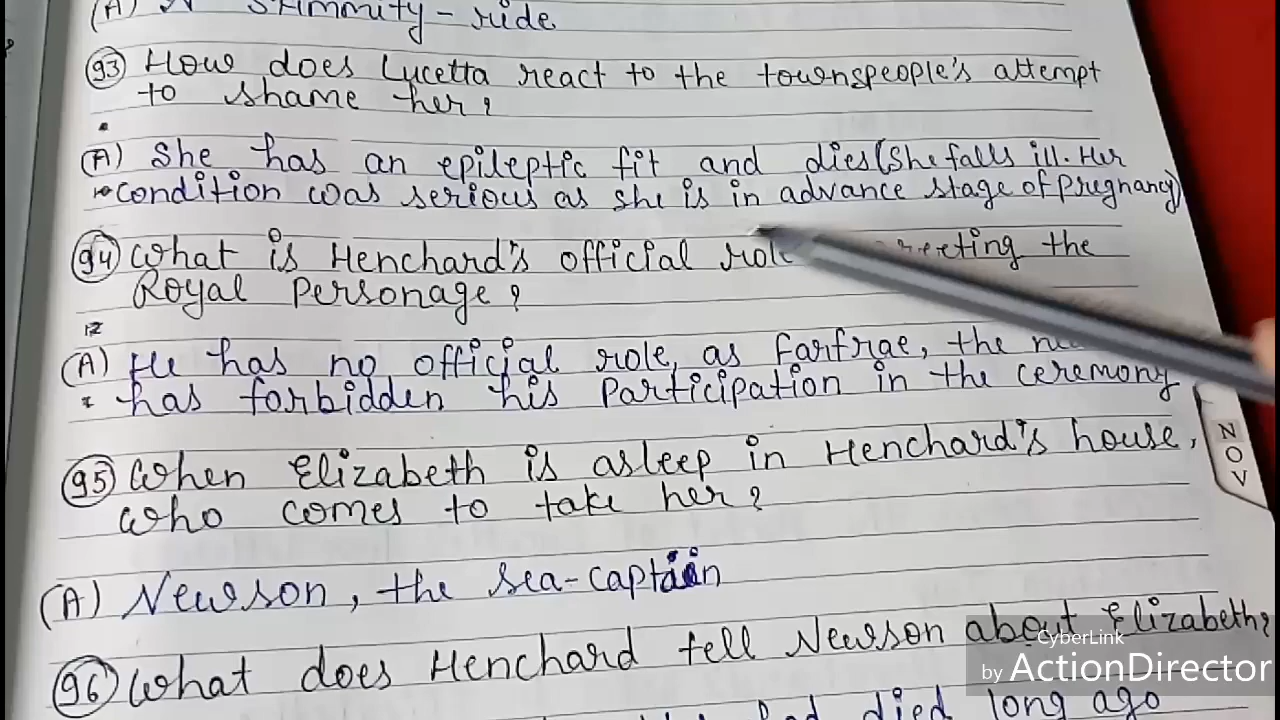 (A) A Skimmity-ride
93 How does Lucetta react to the townspeople's attempt
to shame her?
(A) She has an epileptic fit and dies (She falls ill. Her
condition was serious as she is in advance stage of pregnancy)
94 What is Henchard's official role greeting the
Royal Personage?
(A) He has no official role, as Farfrae, the
has forbidden his Participation in the ceremony
95 When Elizabeth is asleep in Henchard's house,
who comes to take her?
(A) Newson, the sea-captain
96 What does Henchard tell Newson about Elizabeth?
died long ago
NOV
CyberLink
by ActionDirector